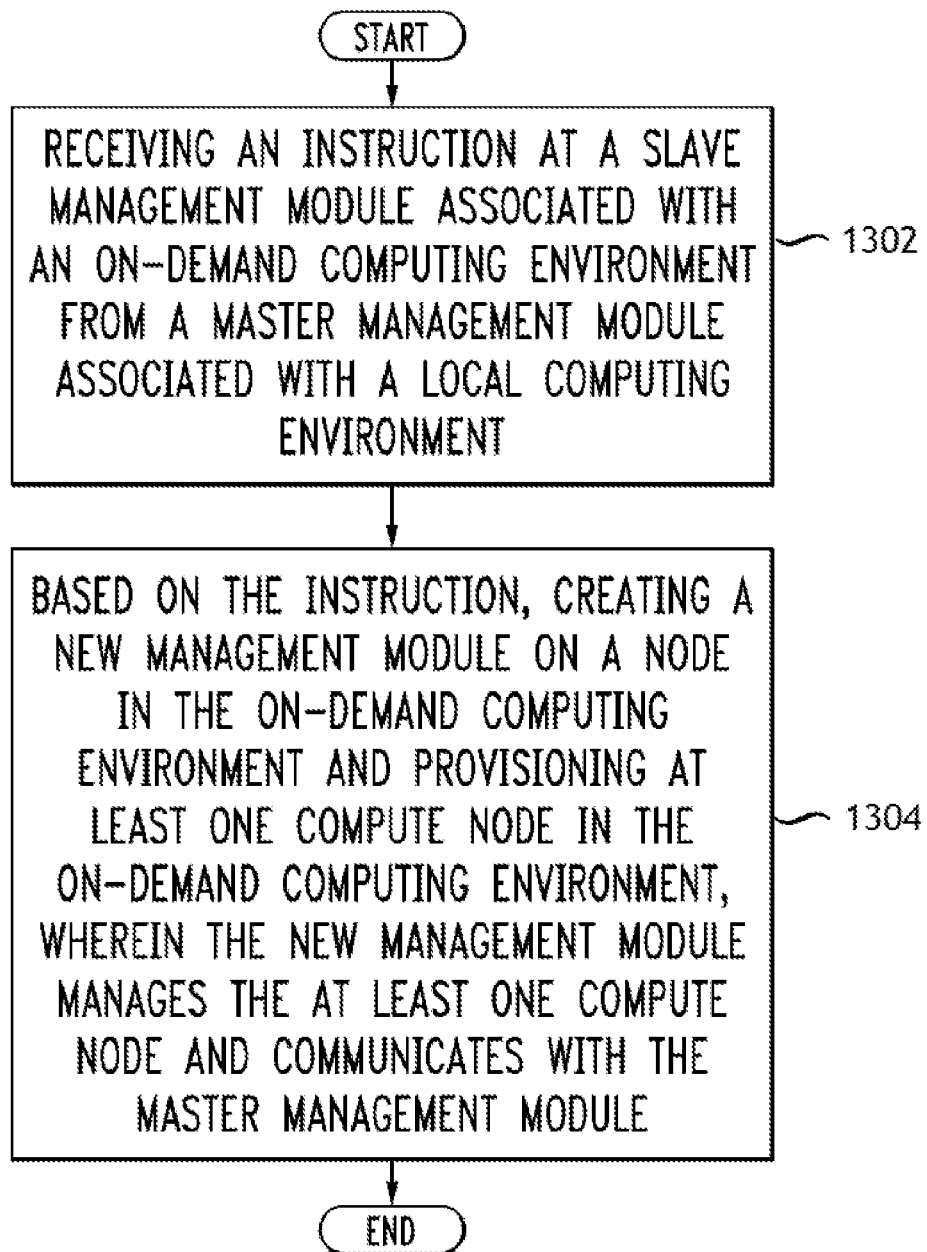 START
RECEIVING AN INSTRUCTION AT A SLAVE
MANAGEMENT MODULE ASSOCIATED WITH
AN ON-DEMAND COMPUTING ENVIRONMENT
FROM A MASTER MANAGEMENT MODULE
ASSOCIATED WITH A LOCAL COMPUTING
ENVIRONMENT
1302
BASED ON THE INSTRUCTION, CREATING A
NEW MANAGEMENT MODULE ON A NODE
IN THE ON-DEMAND COMPUTING
ENVIRONMENT AND PROVISIONING AT
LEAST ONE COMPUTE NODE IN THE
ON-DEMAND COMPUTING ENVIRONMENT,
WHEREIN THE NEW MANAGEMENT MODULE
MANAGES THE AT LEAST ONE COMPUTE
NODE AND COMMUNICATES WITH THE
MASTER MANAGEMENT MODULE
1304
END